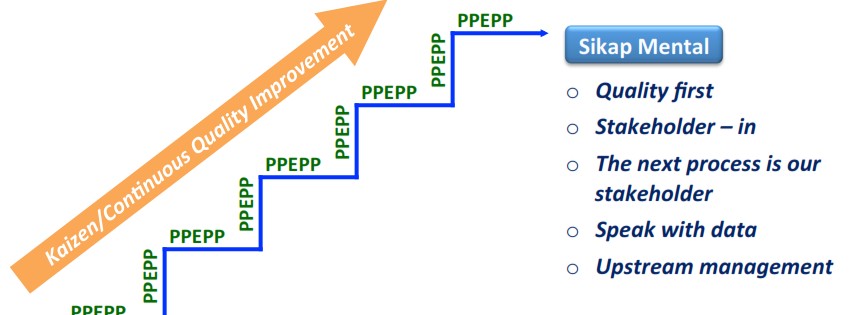 PPEPP
Sikap Mental
PPEPP
Kaizen/Continuous Quality Improvement
PPEPP
○ Quality first
○ Stakeholder – in
PPEPP
PPEPP
○ The next process is our
stakeholder
PPEPP
PPEPP
○ Speak with data
PPEPP
PPEPP
○ Upstream management
PPEPP